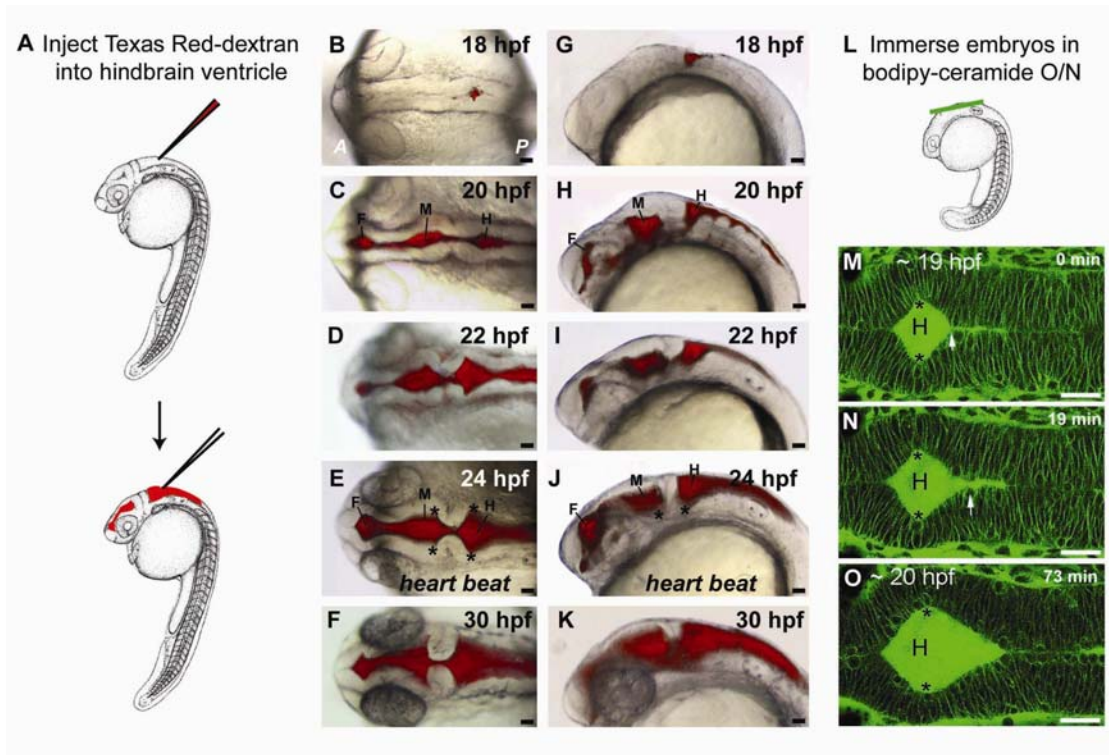 A Inject Texas Red-dextran
into hindbrain ventricle
B 18 hpf
A P
C 20 hpf
F M H
D 22 hpf
E 24 hpf
F M * * H
* *
heart beat
F 30 hpf
G 18 hpf
H 20 hpf
F M H
I 22 hpf
J 24 hpf
F M H
* *
heart beat
K 30 hpf
L Immerse embryos in
bodipy-ceramide O/N
M ~ 19 hpf 0 min
*
H
*
N 19 min
*
H
*
O ~ 20 hpf 73 min
*
H
*